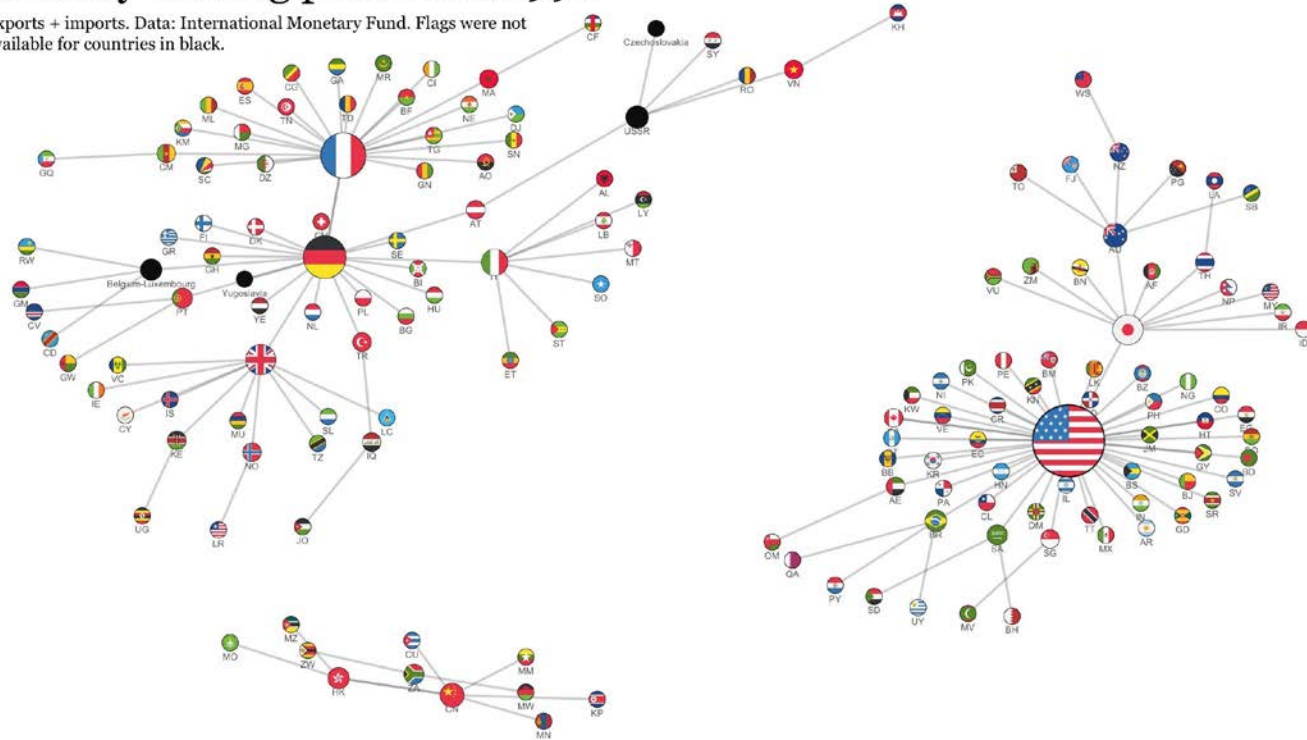 xports + imports. Data: International Monetary Fund. Flags were not
vailable for countries in black.
CF
Czechoslovakia
SY
KH
RO
VN
USSR
ES
CG
GA
MR
CI
MA
ML
TN
TD
BF
NE
DJ
KM
MG
TG
SN
GQ
CM
SC
DZ
GN
AO
WS
NZ
TO
FJ
PG
SB
AU
AL
LY
LB
MT
AT
IT
SO
ST
ET
RW
GR
FI
DK
SE
GH
BI
Belgium-Luxembourg
Yugoslavia
GM
CV
PT
YE
NL
PL
HU
BG
CD
GW
TR
VC
IE
CY
IS
MU
SL
LC
KE
NO
TZ
IQ
UG
LR
JO
VU
ZM
BN
AF
TH
NP
MY
IR
ID
PK
PE
BM
LK
BZ
NG
CO
NI
KN
KW
CR
PH
EG
VE
HT
EC
JM
BB
KR
GY
BD
AE
PA
HN
IL
BS
BJ
SV
CL
DM
TT
IN
GD
SR
BR
SA
SG
MX
AR
OM
QA
PY
SD
UY
MV
BH
MO
MZ
ZW
HK
CU
ZA
CN
MM
MW
KP
MN